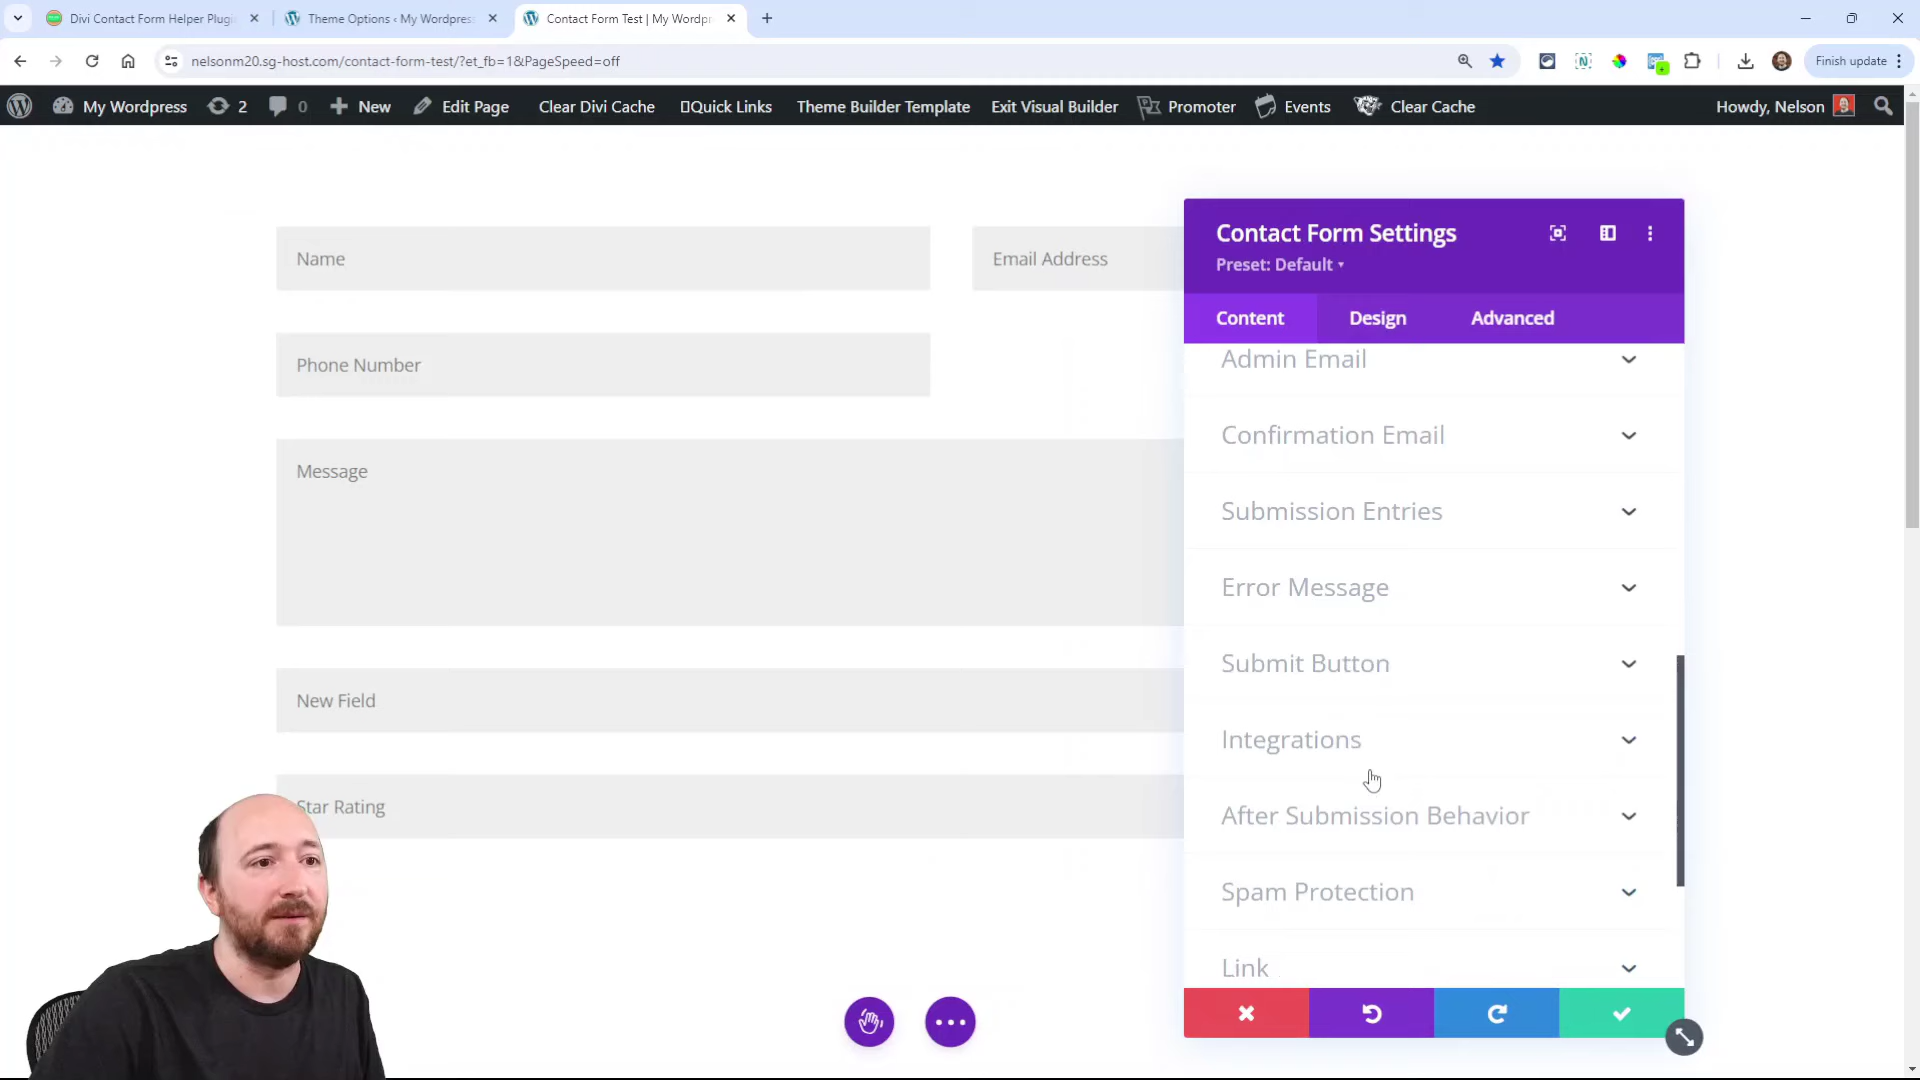 Divi Contact Form Helper Plugi
Theme Options ‹ My Wordpress
Contact Form Test | My Wordpr
nelsonm20.sg-host.com/contact-form-test/?et_fb=1&PageSpeed=off
Finish update
My Wordpress
2
0
New
Edit Page
Clear Divi Cache
Quick Links
Theme Builder Template
Exit Visual Builder
Promoter
Events
Clear Cache
Howdy, Nelson
Name
Email Address
Phone Number
Message
New Field
Star Rating
Contact Form Settings
Preset: Default
Content
Design
Advanced
Admin Email
Confirmation Email
Submission Entries
Error Message
Submit Button
Integrations
After Submission Behavior
Spam Protection
Link